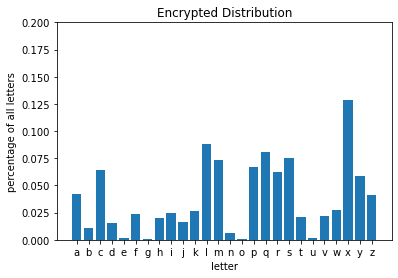 Encrypted Distribution
percentage of all letters
0.200
0.175
0.150
0.125
0.100
0.075
0.050
0.025
0.000
a b c d e f g h i j k l m n o p q r s t u v w x y z
letter